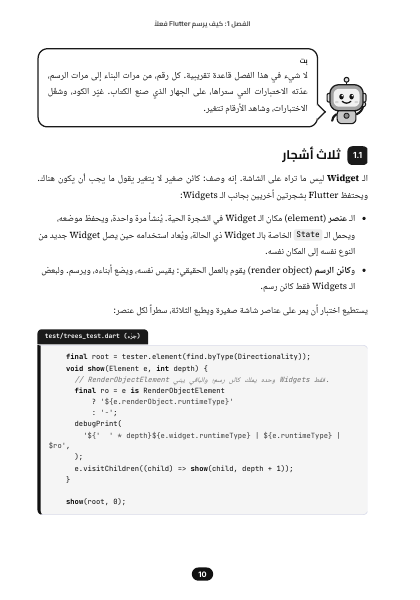 الفصل 1: كيف يرسم Flutter فعلًا
بِت
لا شيء في هذا الفصل قاعدة تقريبية. كل رقم، من مرات البناء إلى مرات الرسم،
عدّته الاختبارات التي ستراها، على الجهاز الذي صنع الكتاب. غيّر الكود، وشغّل
الاختبارات، وشاهد الأرقام تتغير.
1.1 ثلاث أشجار
الـ Widget ليس ما تراه على الشاشة. إنه وصف: كائن صغير لا يتغير يقول ما يجب أن يكون هناك.
ويحتفظ Flutter بشجرتين أخريين بجانب الـ Widgets:
• الـ عنصر (element) مكان الـ Widget في الشجرة الحية. يُنشأ مرة واحدة، ويحفظ موضعه،
ويحمل الـ State الخاصة بالـ Widget ذي الحالة، ويُعاد استخدامه حين يصل Widget جديد من
النوع نفسه إلى المكان نفسه.
• وكائن الرسم (render object) يقوم بالعمل الحقيقي: يقيس نفسه، ويضع أبناءه، ويرسم. ولبعض
الـ Widgets فقط كائن رسم.
يستطيع اختبار أن يمر على عناصر شاشة صغيرة ويطبع الثلاثة، سطرًا لكل عنصر:
test/trees_test.dart (جزء)
final root = tester.element(find.byType(Directionality));
void show(Element e, int depth) {
// RenderObjectElement وحده يملك كائن رسم؛ والباقي يبني Widgets فقط.
final ro = e is RenderObjectElement
? '${e.renderObject.runtimeType}'
: '-';
debugPrint(
'${' ' * depth}${e.widget.runtimeType} | ${e.runtimeType} |
$ro',
);
e.visitChildren((child) => show(child, depth + 1));
}
show(root, 0);
10